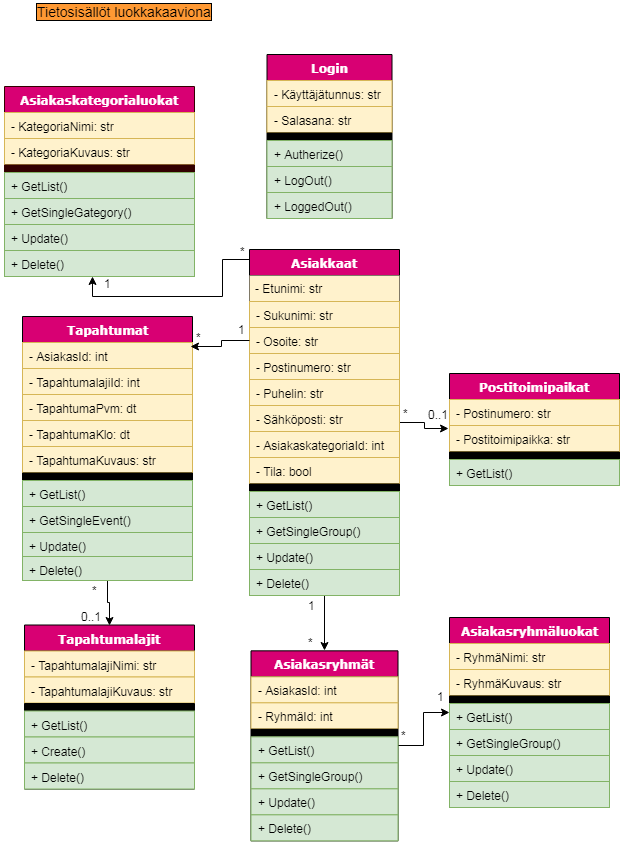 Tietosisällöt luokkakaaviona
Login
- Käyttäjätunnus: str
- Salasana: str
+ Autherize()
+ LogOut()
+ LoggedOut()
Asiakaskategorialuokat
- KategoriaNimi: str
- KategoriaKuvaus: str
+ GetList()
+ GetSingleGategory()
+ Update()
+ Delete()
1
*
Asiakkaat
- Etunimi: str
- Sukunimi: str
- Osoite: str
- Postinumero: str
- Puhelin: str
- Sähköposti: str
- AsiakaskategoriaId: int
- Tila: bool
+ GetList()
+ GetSingleGroup()
+ Update()
+ Delete()
*
1
Tapahtumat
- AsiakasId: int
- TapahtumalajiId: int
- TapahtumaPvm: dt
- TapahtumaKlo: dt
- TapahtumaKuvaus: str
+ GetList()
+ GetSingleEvent()
+ Update()
+ Delete()
*
0..1
Postitoimipaikat
- Postinumero: str
- Postitoimipaikka: str
+ GetList()
*
0..1
Tapahtumalajit
- TapahtumalajiNimi: str
- TapahtumalajiKuvaus: str
+ GetList()
+ Create()
+ Delete()
1
*
Asiakasryhmät
- AsiakasId: int
- RyhmäId: int
+ GetList()
+ GetSingleGroup()
+ Update()
+ Delete()
*
1
Asiakasryhmäluokat
- RyhmäNimi: str
- RyhmäKuvaus: str
+ GetList()
+ GetSingleGroup()
+ Update()
+ Delete()